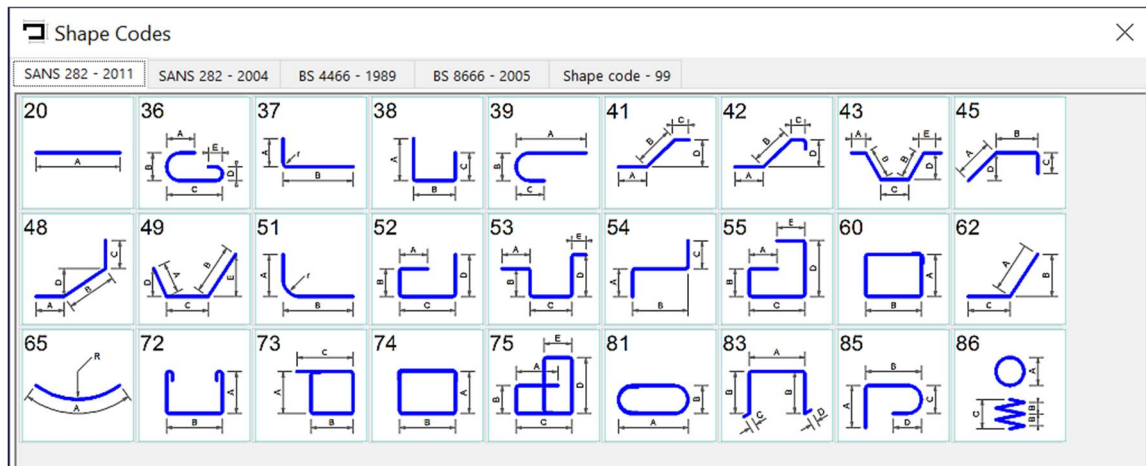 Shape Codes
SANS 282 - 2011 SANS 282 - 2004 BS 4466 - 1989 BS 8666 - 2005 Shape code - 99
20 36 37 38 39 41 42 43 45
A
A B C D E
A B r
A B C
A B C
A B C D
A B C D
A B B C D E
A B C D
48 49 51 52 53 54 55 60 62
A B C D
A B C D E
A B r
A B C D
A B C D E
A B C
A B C D E
A B
A B C
65 72 73 74 75 81 83 85 86
R A
A B
A B C
A B
A B C D E
A B
A B B C D
A B C D
A B B C